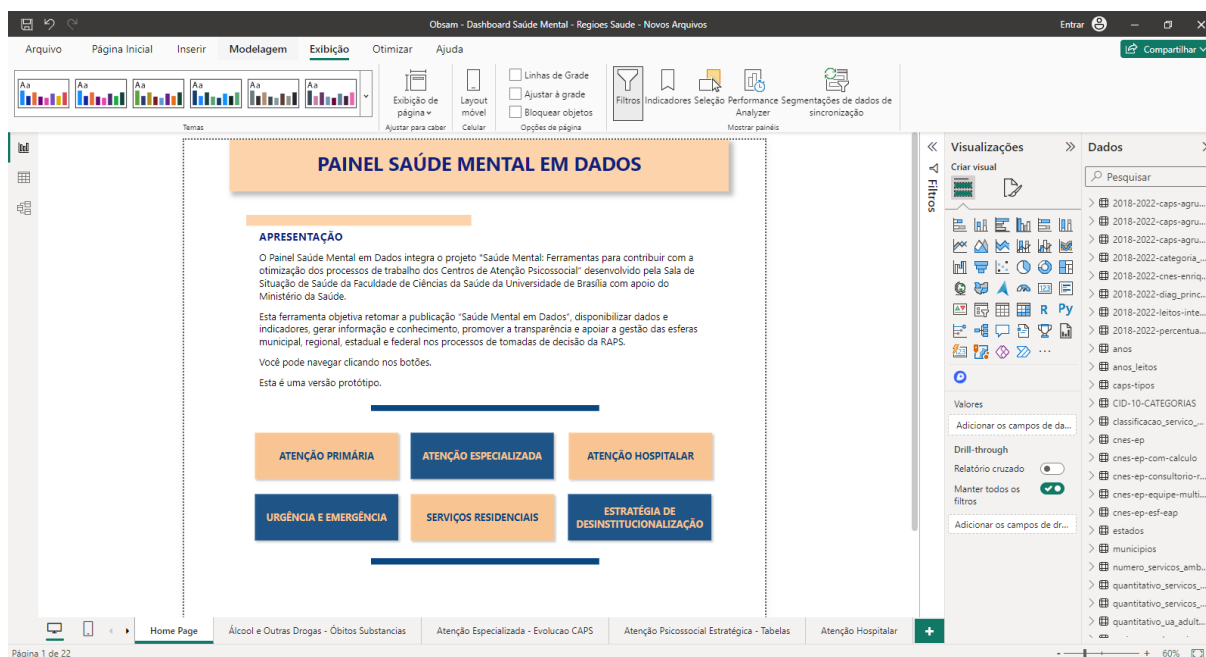 Obsam - Dashboard Saúde Mental - Regioes Saude - Novos Arquivos
Entrar
Arquivo
Página Inicial
Inserir
Modelagem
Exibição
Otimizar
Ajuda
Compartilhar
Aa Aa Aa Aa Aa Aa
Temas
Exibição de
página
Ajustar para caber
Layout
móvel
Celular
Linhas de Grade
Ajustar à grade
Bloquear objetos
Opções de página
Filtros
Indicadores
Seleção
Performance
Analyzer
Segmentações de dados de
sincronização
Mostrar painéis
PAINEL SAÚDE MENTAL EM DADOS
APRESENTAÇÃO
O Painel Saúde Mental em Dados integra o projeto "Saúde Mental: Ferramentas para contribuir com a
otimização dos processos de trabalho dos Centros de Atenção Psicossocial" desenvolvido pela Sala de
Situação de Saúde da Faculdade de Ciências da Saúde da Universidade de Brasília com apoio do
Ministério da Saúde.
Esta ferramenta objetiva retomar a publicação "Saúde Mental em Dados", disponibilizar dados e
indicadores, gerar informação e conhecimento, promover a transparência e apoiar a gestão das esferas
municipal, regional, estadual e federal nos processos de tomadas de decisão da RAPS.
Você pode navegar clicando nos botões.
Esta é uma versão protótipo.
ATENÇÃO PRIMÁRIA
ATENÇÃO ESPECIALIZADA
ATENÇÃO HOSPITALAR
URGÊNCIA E EMERGÊNCIA
SERVIÇOS RESIDENCIAIS
ESTRATÉGIA DE
DESINSTITUCIONALIZAÇÃO
Filtros
Visualizações
Criar visual
123
R
Py
Valores
Adicionar os campos de da...
Drill-through
Relatório cruzado
Manter todos os
filtros
Adicionar os campos de dr...
Dados
Pesquisar
2018-2022-caps-agru...
2018-2022-caps-agru...
2018-2022-caps-agru...
2018-2022-categoria_...
2018-2022-cnes-enriq...
2018-2022-diag_princ...
2018-2022-leitos-inte...
2018-2022-percentua...
anos
anos_leitos
caps-tipos
CID-10-CATEGORIAS
classificacao_servico_...
cnes-ep
cnes-ep-com-calculo
cnes-ep-consultorio-r...
cnes-ep-equipe-multi...
cnes-ep-esf-eap
estados
municipios
numero_servicos_amb...
quantitativo_servicos_...
quantitativo_servicos_...
quantitativo_ua_adult...
Home Page
Álcool e Outras Drogas - Óbitos Substancias
Atenção Especializada - Evolucao CAPS
Atenção Psicossocial Estratégica - Tabelas
Atenção Hospitalar
+
Página 1 de 22
- + 60%